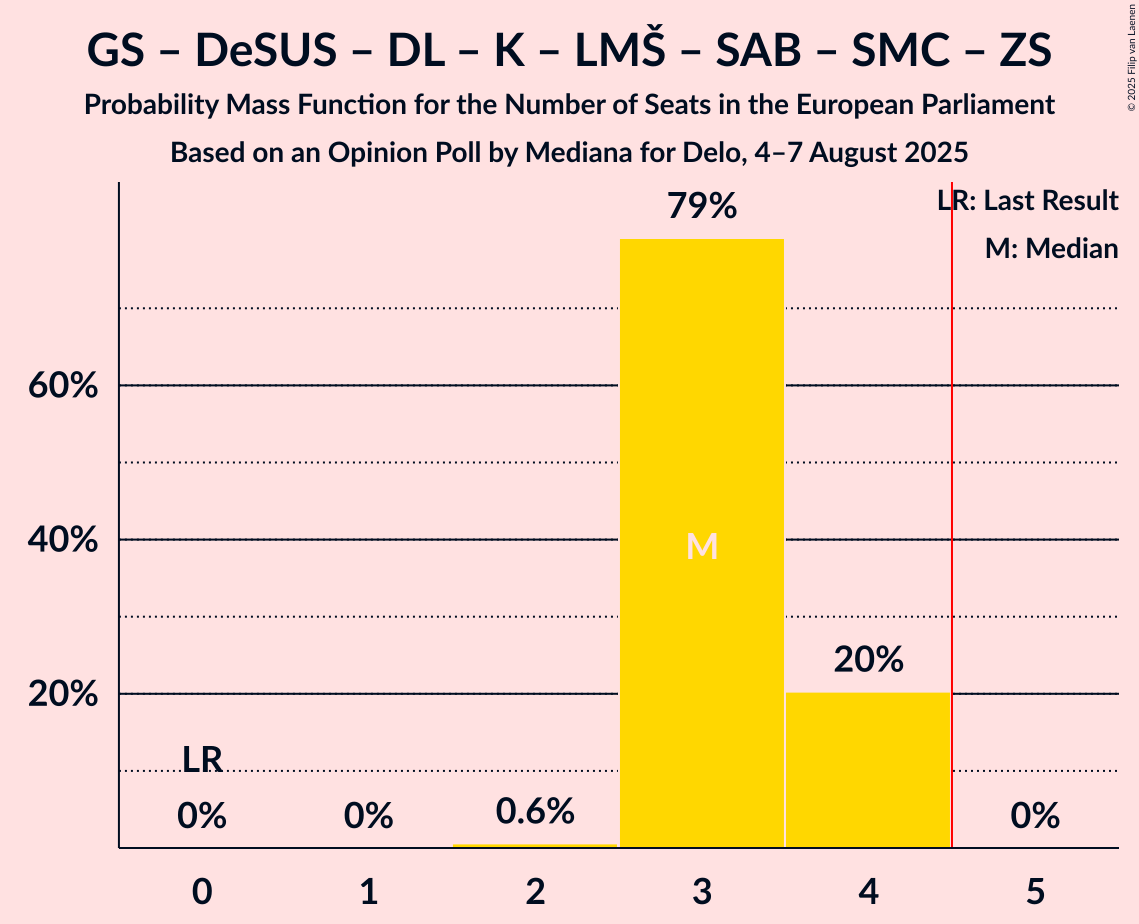 GS – DeSUS – DL – K – LMŠ – SAB – SMC – ZS
Probability Mass Function for the Number of Seats in the European Parliament
Based on an Opinion Poll by Mediana for Delo, 4–7 August 2025
© 2025 Filip van Laenen
LR: Last Result
M: Median
79%
60%
40%
M
20%
20%
LR
0%
0%
0.6%
0%
0
1
2
3
4
5